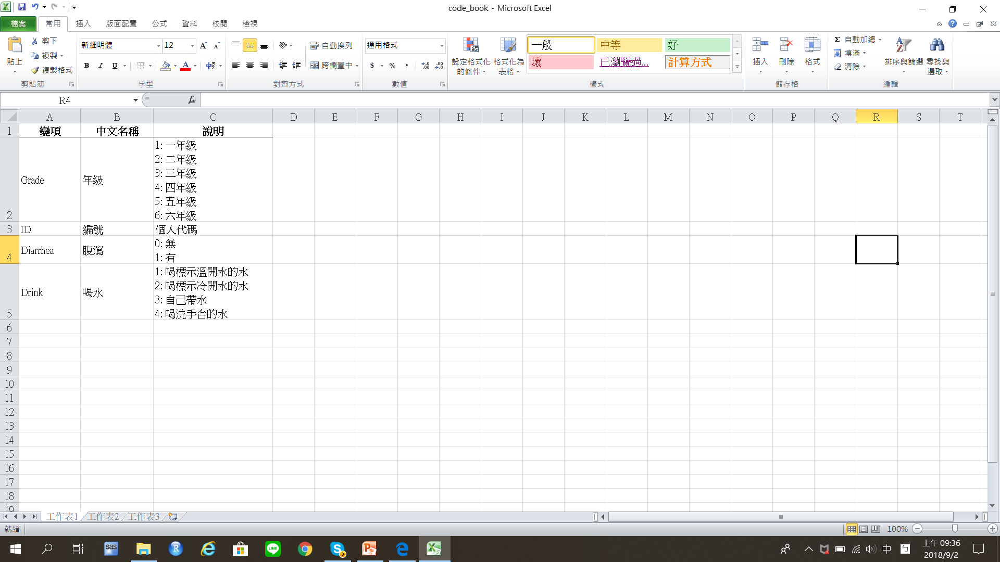 code_book - Microsoft Excel
檔案 常用 插入 版面配置 公式 資料 校閱 檢視
貼上
剪下
複製
複製格式
剪貼簿
新細明體 12
B I U
字型
自動換列
跨欄置中
對齊方式
通用格式
$ % ,
數值
設定格式化的條件
格式化為表格
一般 中等 好
壞 已瀏覽過... 計算方式
樣式
插入 刪除 格式
儲存格
Σ 自動加總
填滿
清除
排序與篩選
尋找與選取
編輯
R4 fx
A B C D E F G H I J K L M N O P Q R S T
1 變項 中文名稱 說明
1: 一年級
2: 二年級
3: 三年級
Grade 年級
4: 四年級
5: 五年級
2 6: 六年級
3 ID 編號 個人代碼
0: 無
Diarrhea 腹瀉
4 1: 有
1: 喝標示溫開水的水
2: 喝標示冷開水的水
Drink 喝水
3: 自己帶水
5 4: 喝洗手台的水
6
7
8
9
10
11
12
13
14
15
16
17
18
19
工作表1 工作表2 工作表3
就緒 100%
sas R LINE S 3 中 ㄅ
上午 09:36
2018/9/2